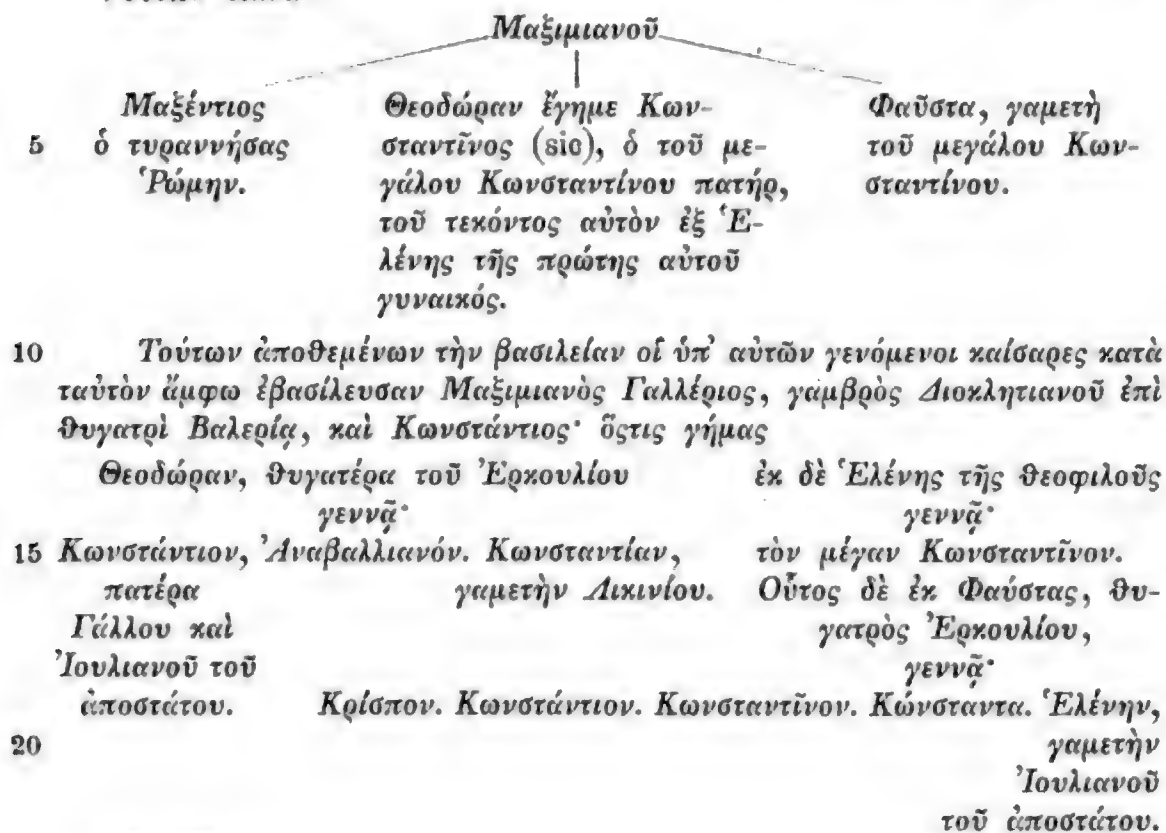 Μαξιμιανοῦ
Μαξέντιος Θεοδώραν ἔγημε Κων- Φαῦστα, γαμετὴ
5 ὁ τυραννήσας σταντῖνος (sic), ὁ τοῦ με- τοῦ μεγάλου Κων-
Ῥώμην. γάλου Κωνσταντίνου πατήρ, σταντίνου.
τοῦ τεκόντος αὐτὸν ἐξ Ἑ-
λένης τῆς πρώτης αὐτοῦ
γυναικός.
10 Τούτων ἀποθεμένων τὴν βασιλείαν οἱ ὑπ' αὐτῶν γενόμενοι καίσαρες κατὰ
ταὐτὸν ἄμφω ἐβασίλευσαν Μαξιμιανὸς Γαλλέριος, γαμβρὸς Διοκλητιανοῦ ἐπὶ
θυγατρὶ Βαλερίᾳ, καὶ Κωνστάντιος· ὅςτις γήμας
Θεοδώραν, θυγατέρα τοῦ Ἐρκουλίου ἐκ δὲ Ἑλένης τῆς θεοφιλοῦς
γεννᾷ· γεννᾷ·
15 Κωνστάντιον, Ἀναβαλλιανόν. Κωνσταντίαν, τὸν μέγαν Κωνσταντῖνον.
πατέρα γαμετὴν Λικινίου. Οὗτος δὲ ἐκ Φαύστας, θυ-
Γάλλου καὶ γατρὸς Ἐρκουλίου,
Ἰουλιανοῦ τοῦ γεννᾷ·
ἀποστάτου. Κρίσπον. Κωνστάντιον. Κωνσταντῖνον. Κώνσταντα. Ἑλένην,
20 γαμετὴν
Ἰουλιανοῦ
τοῦ ἀποστάτου.